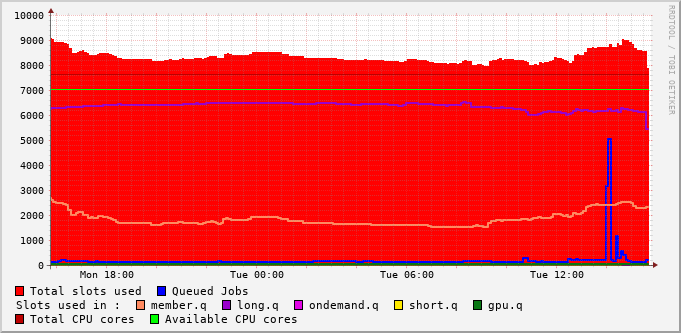 10000
9000
8000
7000
6000
5000
4000
3000
2000
1000
0
Mon 18:00 Tue 00:00 Tue 06:00 Tue 12:00
RRDTOOL / TOBI OETIKER
Total slots used Queued Jobs
Slots used in : member.q long.q ondemand.q short.q gpu.q
Total CPU cores Available CPU cores